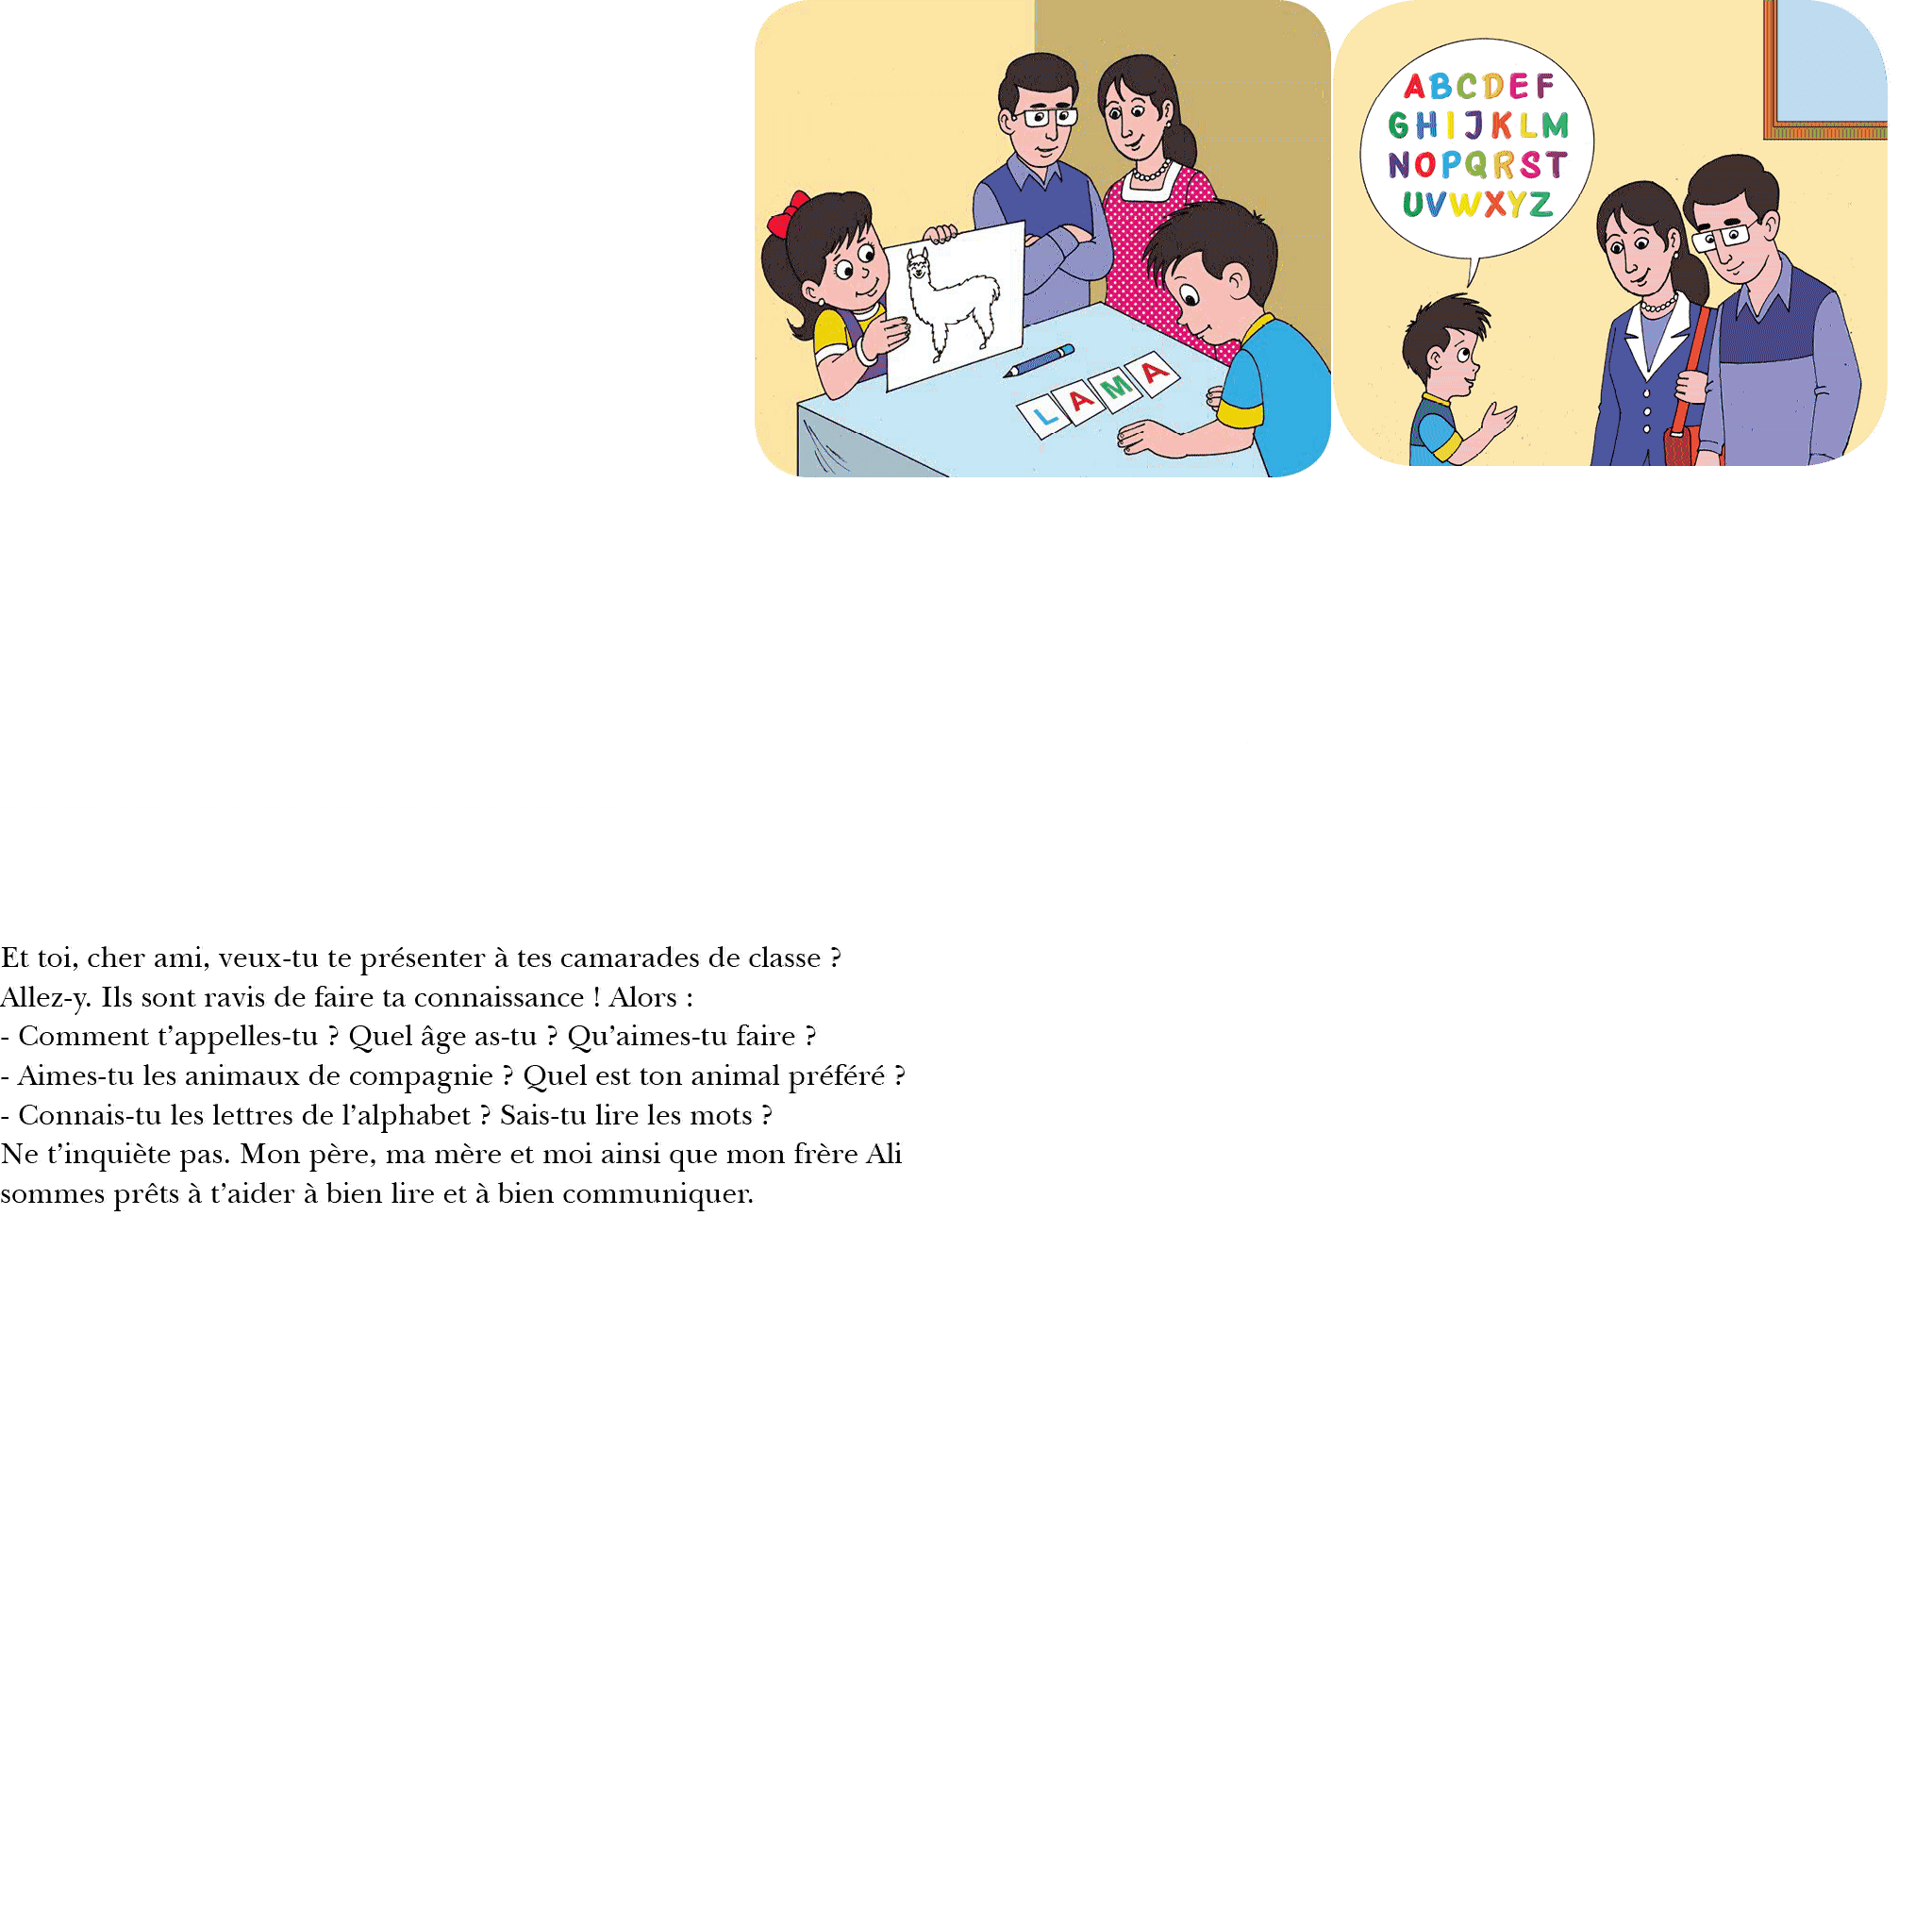 LAMA
ABCDEF
GHIJKLM
NOPQRST
UVWXYZ
Et toi, cher ami, veux-tu te présenter à tes camarades de classe ?
Allez-y. Ils sont ravis de faire ta connaissance ! Alors :
- Comment t’appelles-tu ? Quel âge as-tu ? Qu’aimes-tu faire ?
- Aimes-tu les animaux de compagnie ? Quel est ton animal préféré ?
- Connais-tu les lettres de l’alphabet ? Sais-tu lire les mots ?
Ne t’inquiète pas. Mon père, ma mère et moi ainsi que mon frère Ali
sommes prêts à t’aider à bien lire et à bien communiquer.